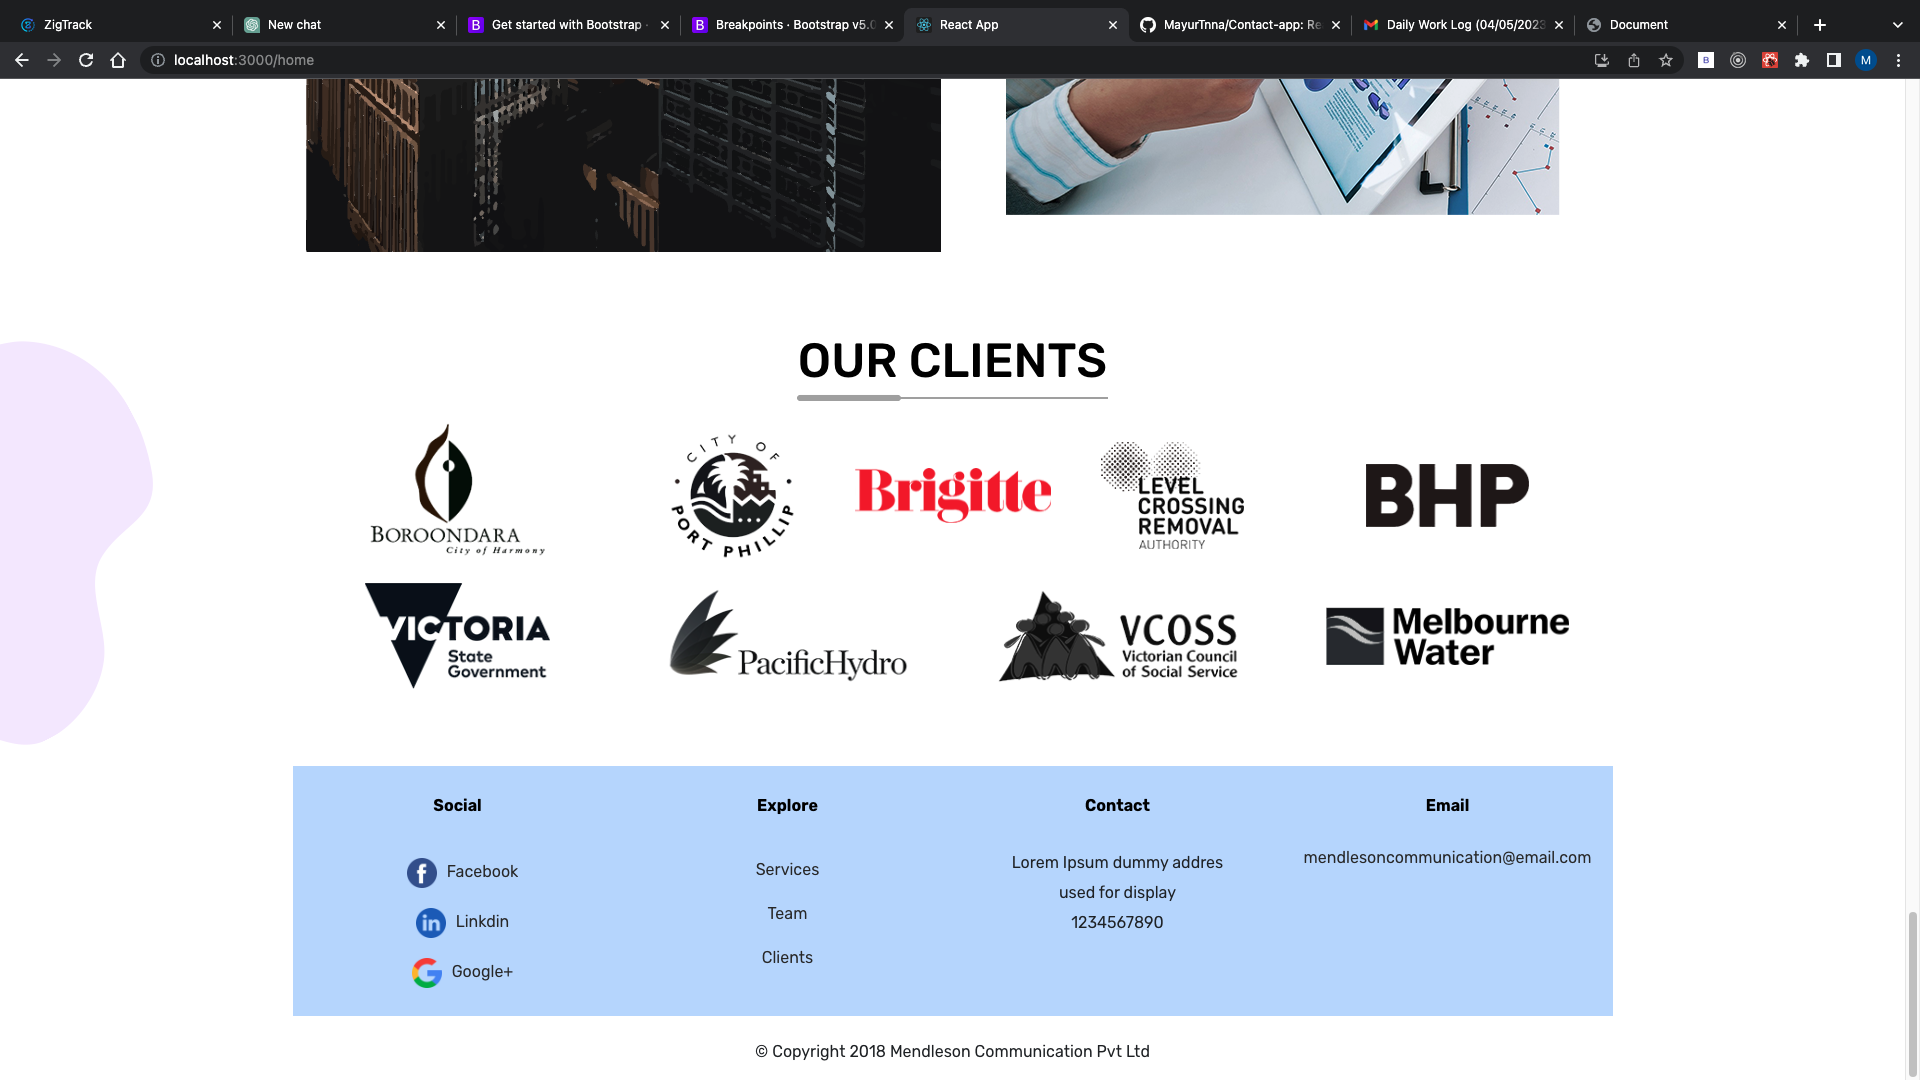 ZigTrack
New chat
Get started with Bootstrap ·
Breakpoints · Bootstrap v5.0
React App
MayurTnna/Contact-app: Re
Daily Work Log (04/05/2023
Document
localhost:3000/home
B
M
OUR CLIENTS
BOROONDARA
City of Harmony
CITY OF
PORT PHILLIP
Brigitte
LEVEL
CROSSING
REMOVAL
AUTHORITY
BHP
VICTORIA
State
Government
PacificHydro
VCOSS
Victorian Council
of Social Service
Melbourne
Water
Social
Facebook
in Linkdin
Google+
Explore
Services
Team
Clients
Contact
Lorem Ipsum dummy addres
used for display
1234567890
Email
mendlesoncommunication@email.com
© Copyright 2018 Mendleson Communication Pvt Ltd